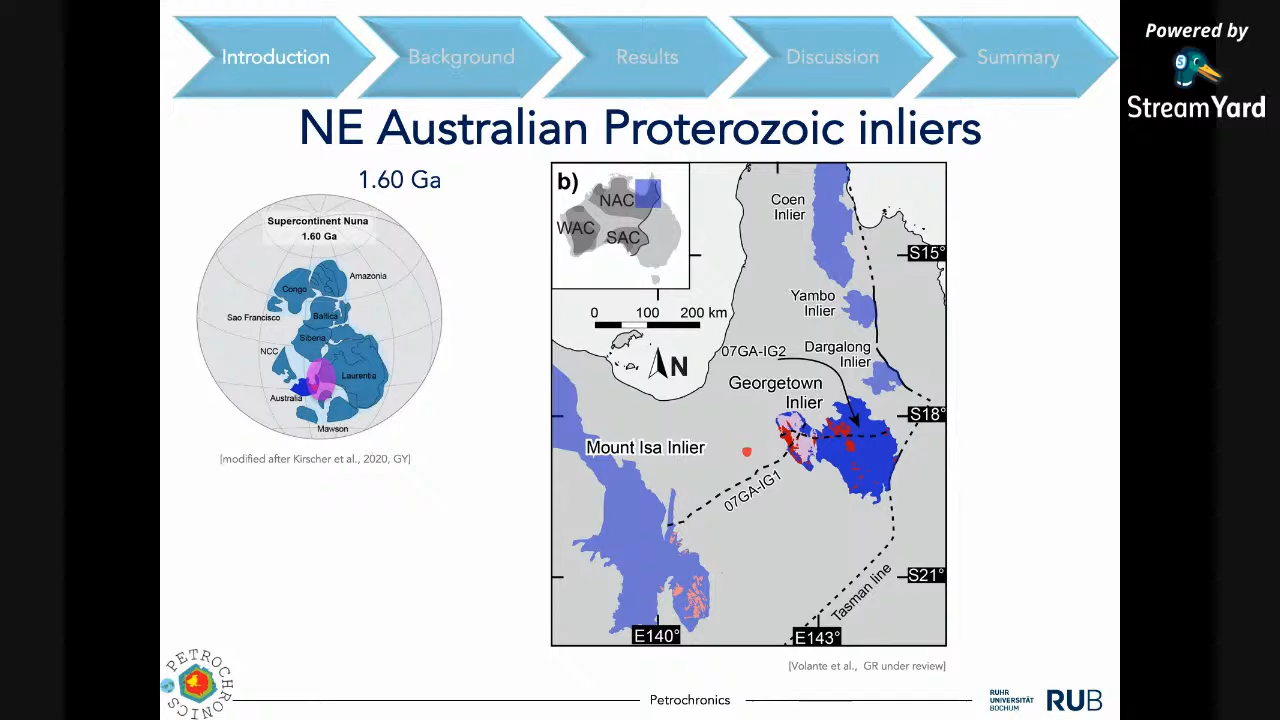 Introduction
Background
Results
Discussion
Summary
Powered by
StreamYard
NE Australian Proterozoic inliers
1.60 Ga
Supercontinent Nuna
1.60 Ga
Amazonia
Congo
Sao Francisco
Baltica
Siberia
NCC
Laurentia
Australia
Mawson
[modified after Kirscher et al., 2020, GY]
b)
NAC
WAC
SAC
Coen
Inlier
S15°
Yambo
Inlier
0 100 200 km
N
07GA-IG2
Dargalong
Inlier
Georgetown
Inlier
S18°
Mount Isa Inlier
07GA-IG1
S21°
Tasman line
E140°
E143°
[Volante et al., GR under review]
PETROCHRONICS
Petrochronics
RUHR
UNIVERSITÄT
BOCHUM
RUB